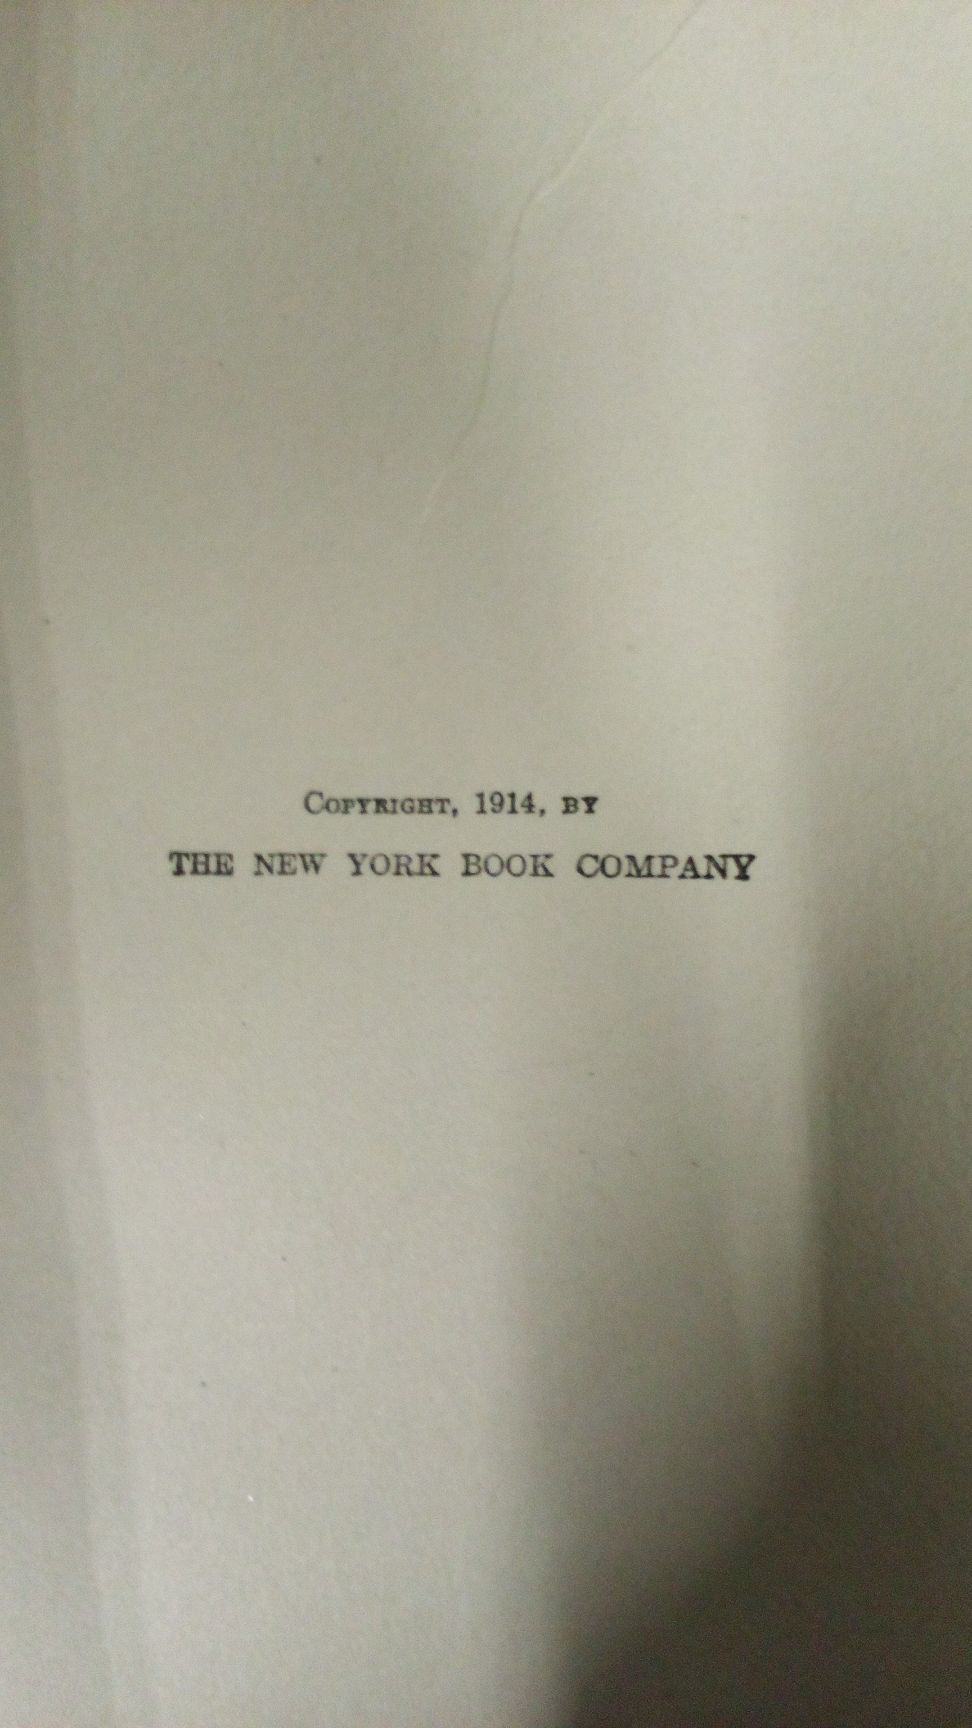 Copyright, 1914, by
THE NEW YORK BOOK COMPANY